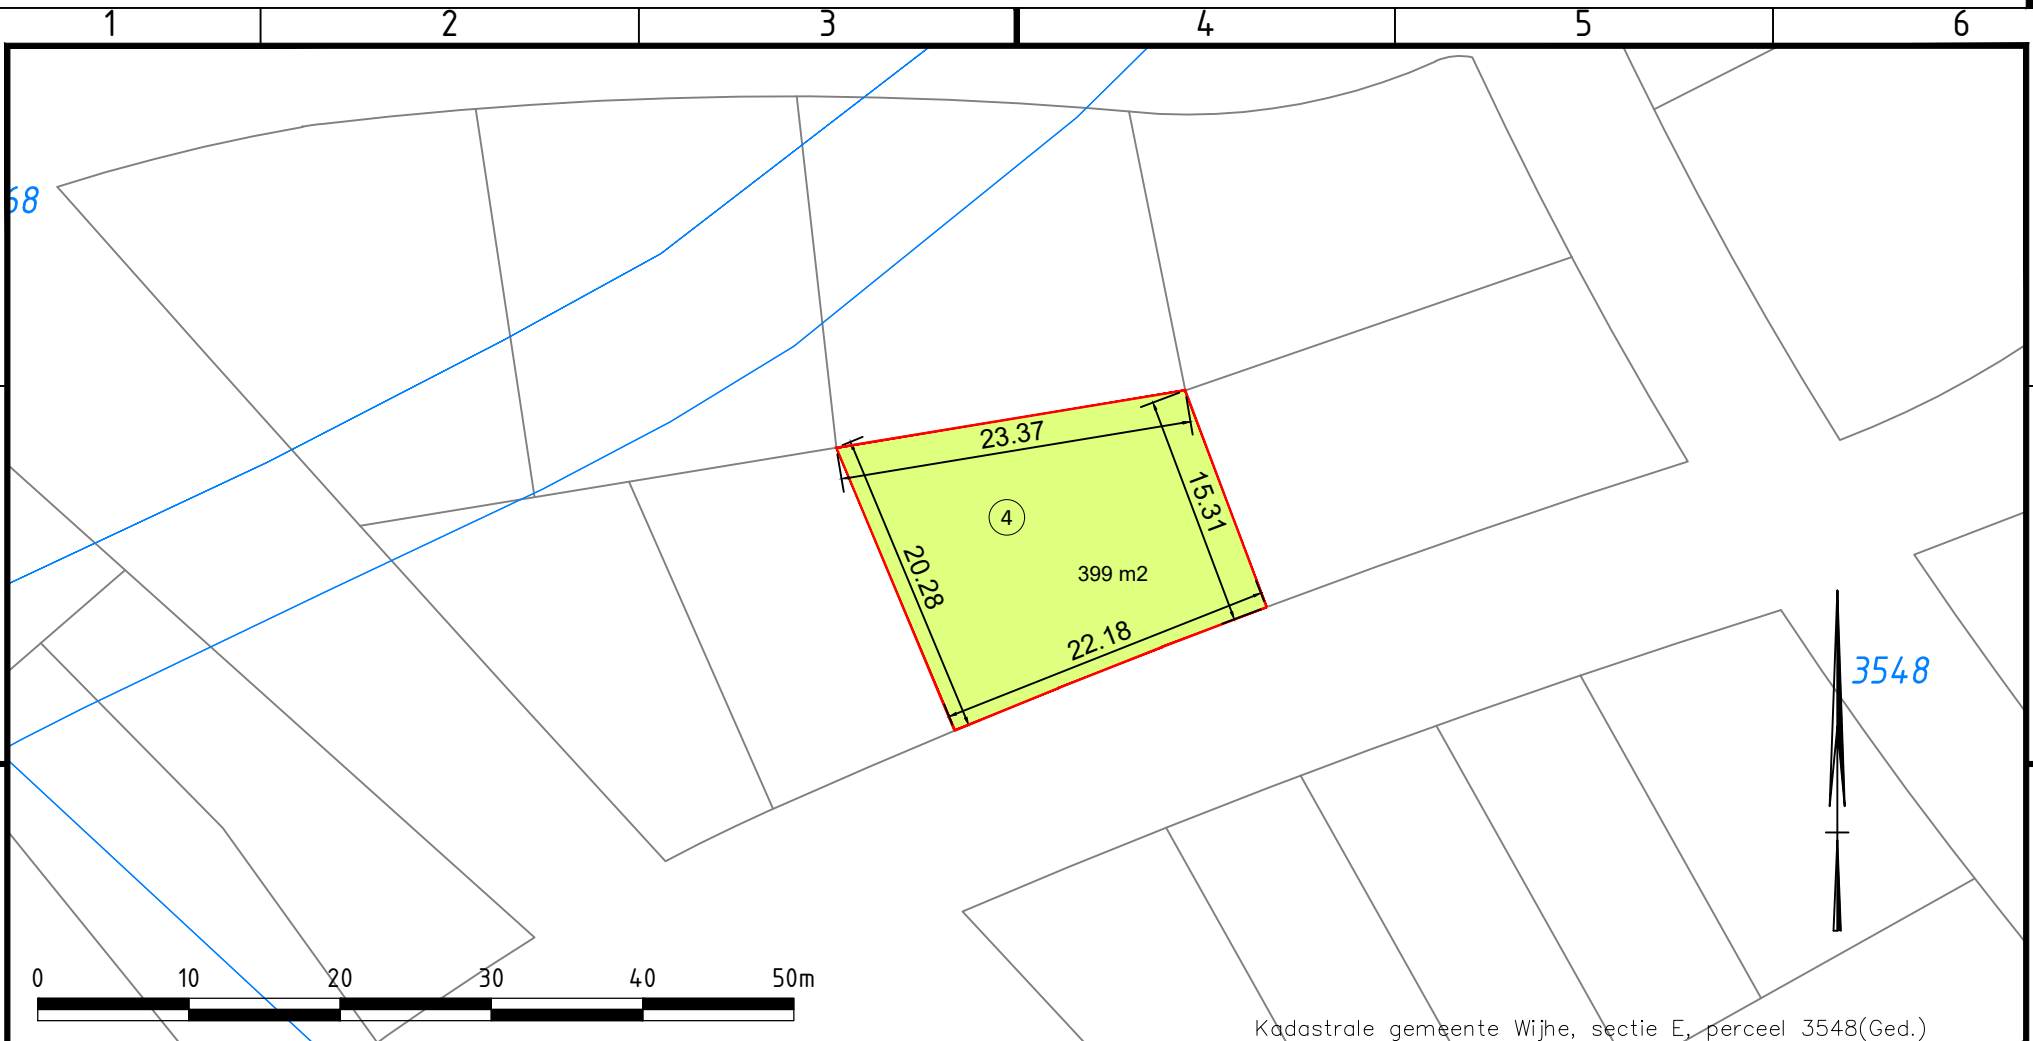 1 2 3 4 5 6
68
23.37
15.31
4
20.28
399 m2
22.18
3548
0 10 20 30 40 50m
Kadastrale gemeente Wijhe, sectie E, perceel 3548(Ged.)